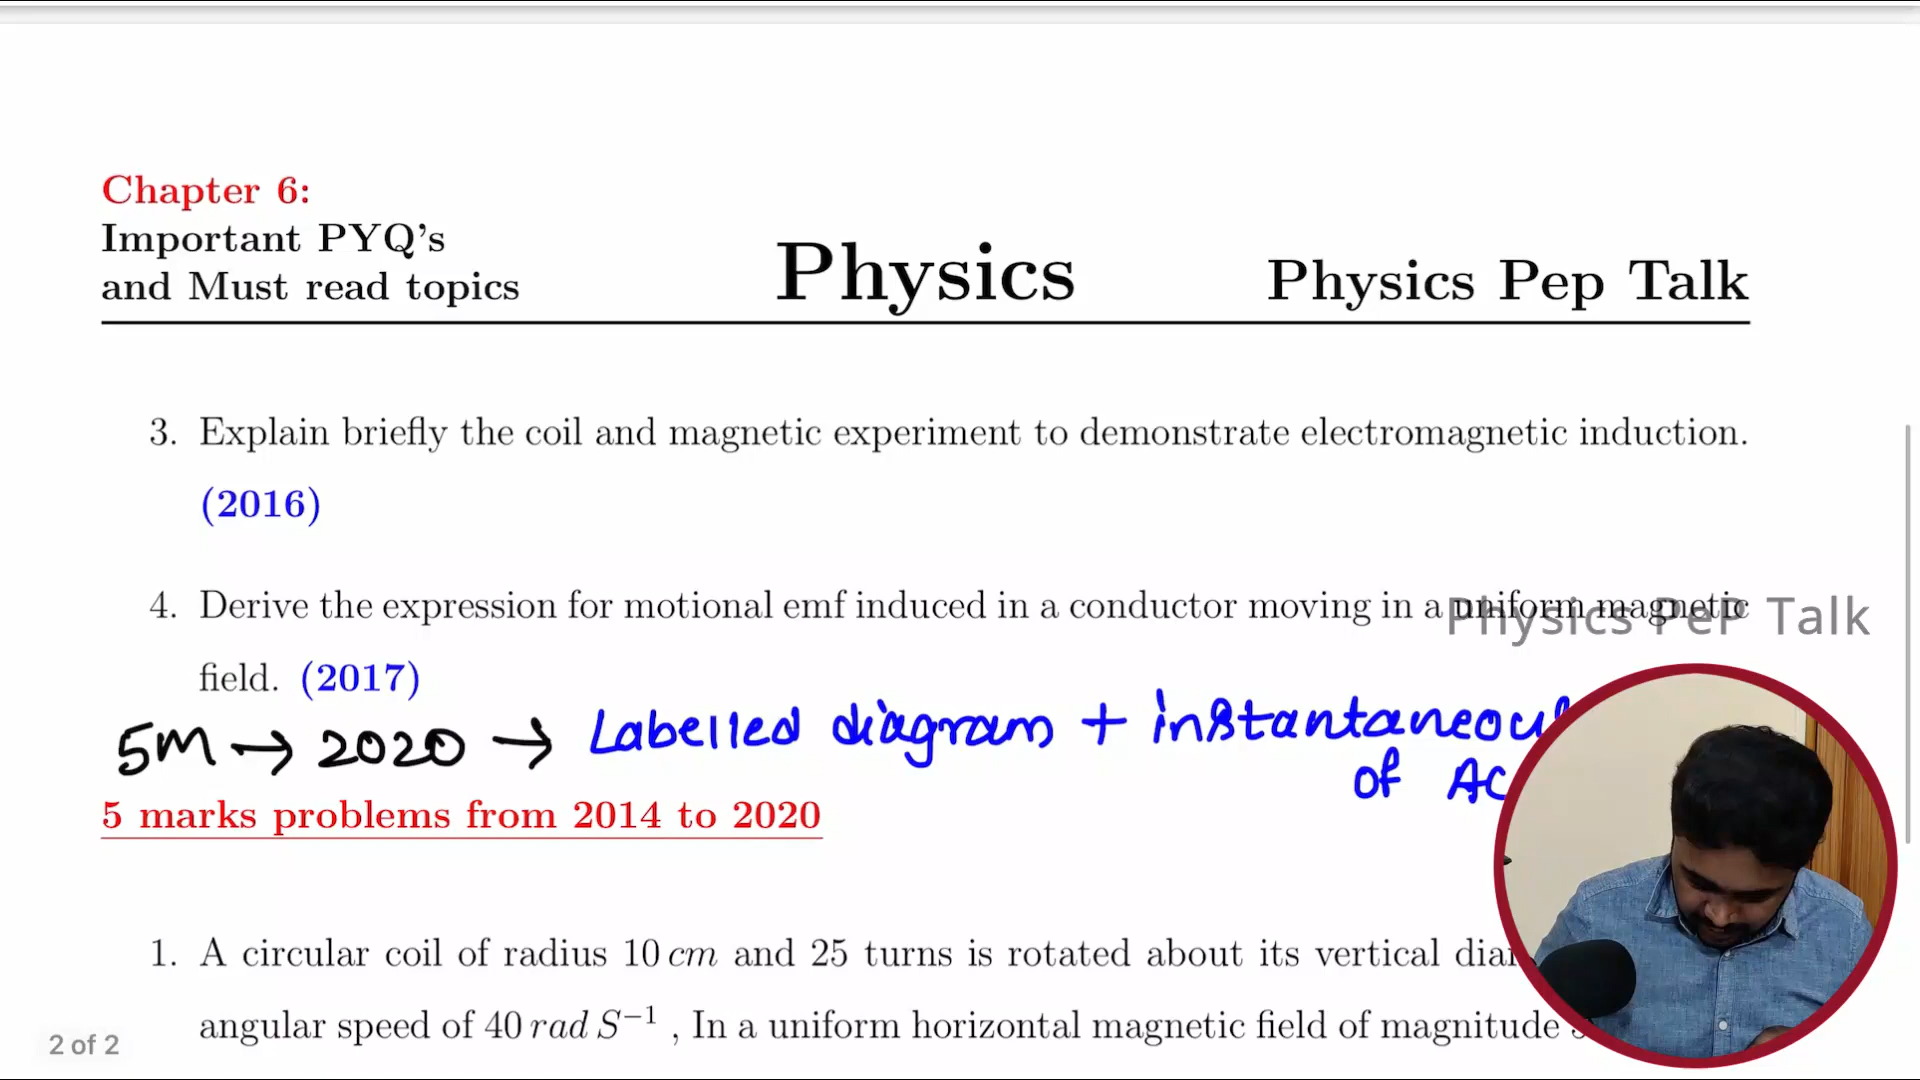 Chapter 6:
Important PYQ's
and Must read topics
Physics
Physics Pep Talk
3. Explain briefly the coil and magnetic experiment to demonstrate electromagnetic induction.
(2016)
4. Derive the expression for motional emf induced in a conductor moving in a uniform magnetic
Physics PeP Talk
field. (2017)
5M → 2020 → Labelled diagram + instantaneou
of AC
5 marks problems from 2014 to 2020
1. A circular coil of radius 10 cm and 25 turns is rotated about its vertical
angular speed of 40 rad S⁻¹ , In a uniform horizontal magnetic field of magnitude
2 of 2